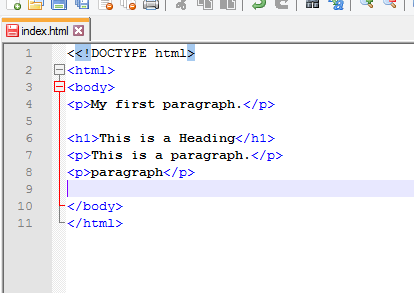 index.html
1 <<!DOCTYPE html>
2 <html>
3 <body>
4 <p>My first paragraph.</p>
5
6 <h1>This is a Heading</h1>
7 <p>This is a paragraph.</p>
8 <p>paragraph</p>
9
10 </body>
11 </html>